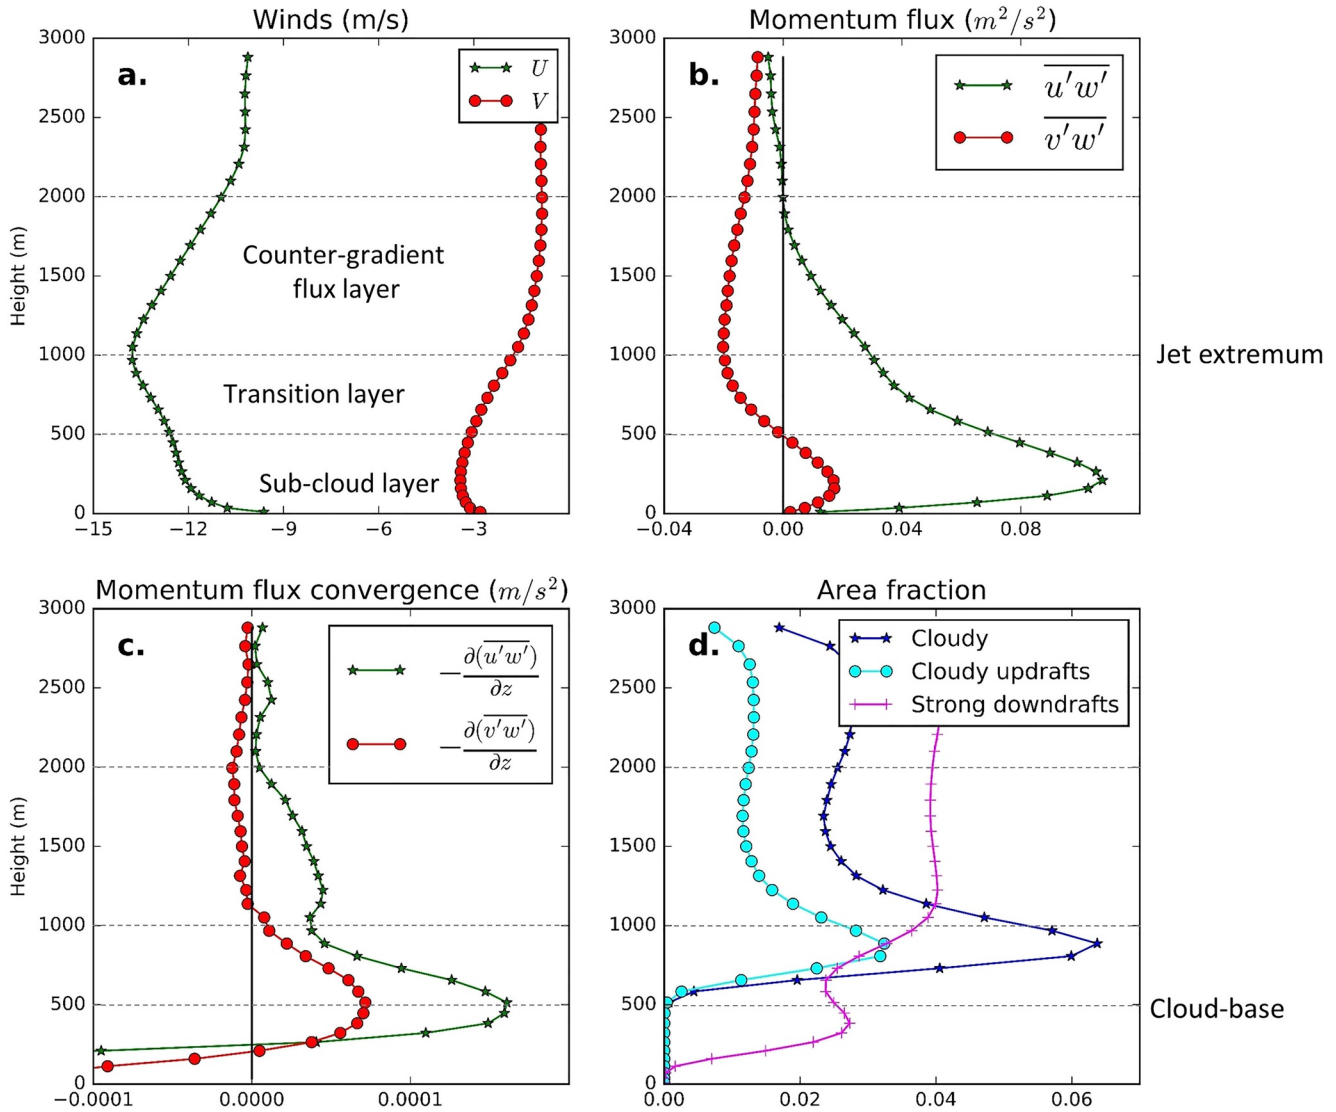 Winds (m/s)
3000
2500
2000
1500
1000
500
0
Height (m)
a.
U
V
Counter-gradient
flux layer
Transition layer
Sub-cloud layer
−15 −12 −9 −6 −3
Momentum flux (m²/s²)
3000
2500
2000
1500
1000
500
0
b.
u′w′
v′w′
−0.04 0.00 0.04 0.08
Jet extremum
Momentum flux convergence (m/s²)
3000
2500
2000
1500
1000
500
0
Height (m)
c.
−∂(u′w′)/∂z
−∂(v′w′)/∂z
−0.0001 0.0000 0.0001
Area fraction
3000
2500
2000
1500
1000
500
0
d.
Cloudy
Cloudy updrafts
Strong downdrafts
0.00 0.02 0.04 0.06
Cloud-base